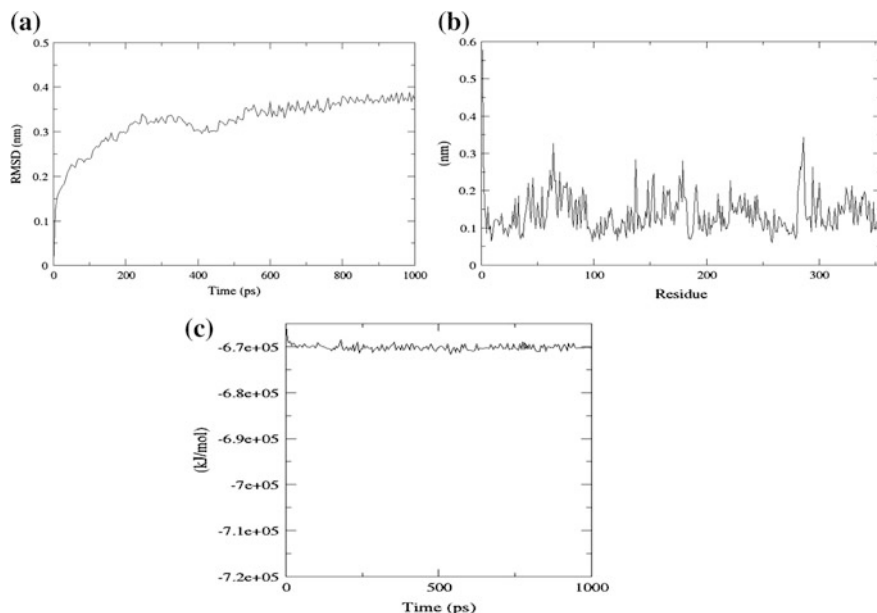 (a)
0.5
0.4
0.3
0.2
0.1
0
RMSD (nm)
0 200 400 600 800 1000
Time (ps)
(b)
0.6
0.5
0.4
0.3
0.2
0.1
0
(nm)
0 100 200 300
Residue
(c)
-6.7e+05
-6.8e+05
-6.9e+05
-7e+05
-7.1e+05
-7.2e+05
(kJ/mol)
0 500 1000
Time (ps)